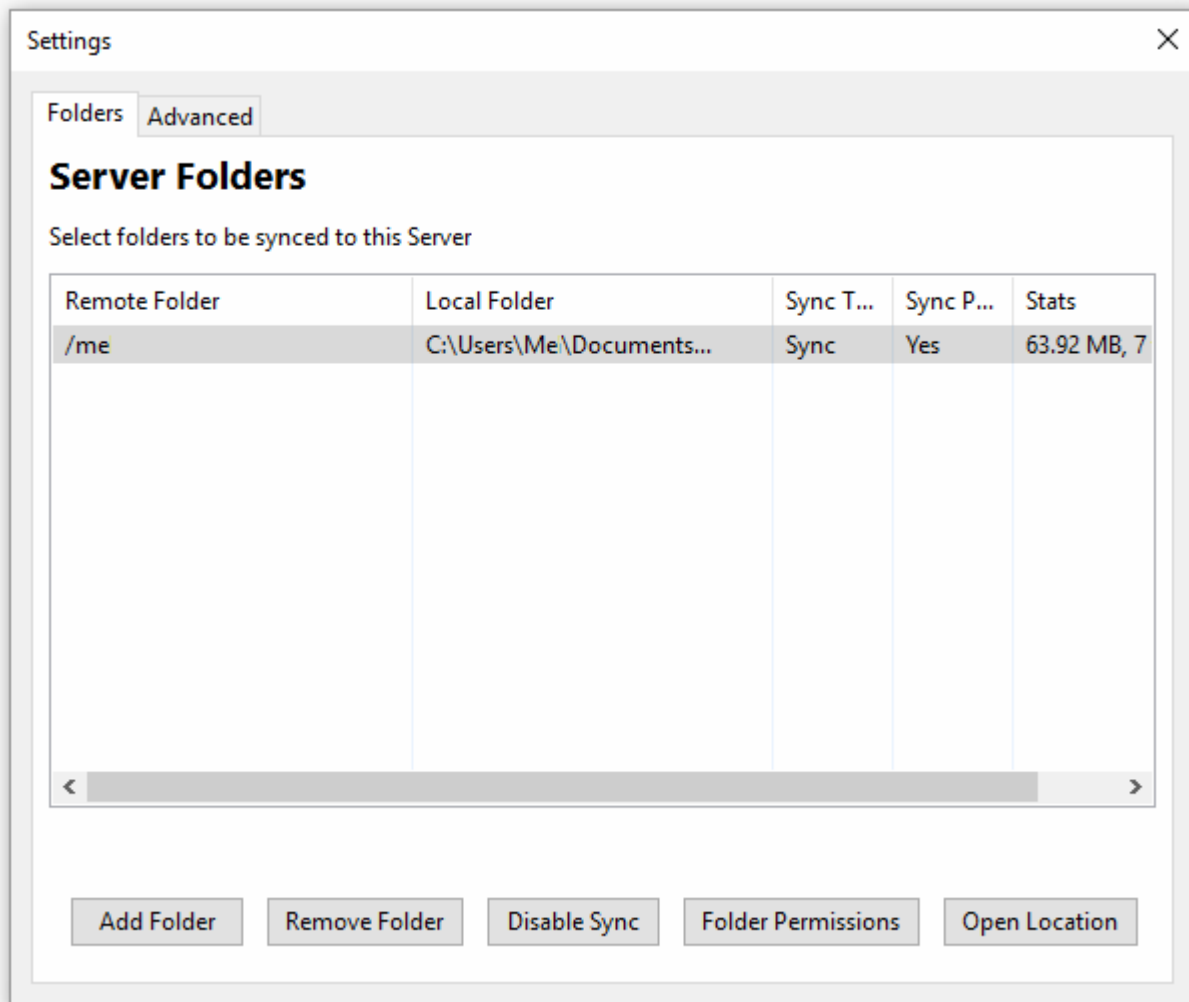 Settings
Folders Advanced
Server Folders
Select folders to be synced to this Server
Remote Folder Local Folder Sync T... Sync P... Stats
/me C:\Users\Me\Documents... Sync Yes 63.92 MB, 7
Add Folder Remove Folder Disable Sync Folder Permissions Open Location